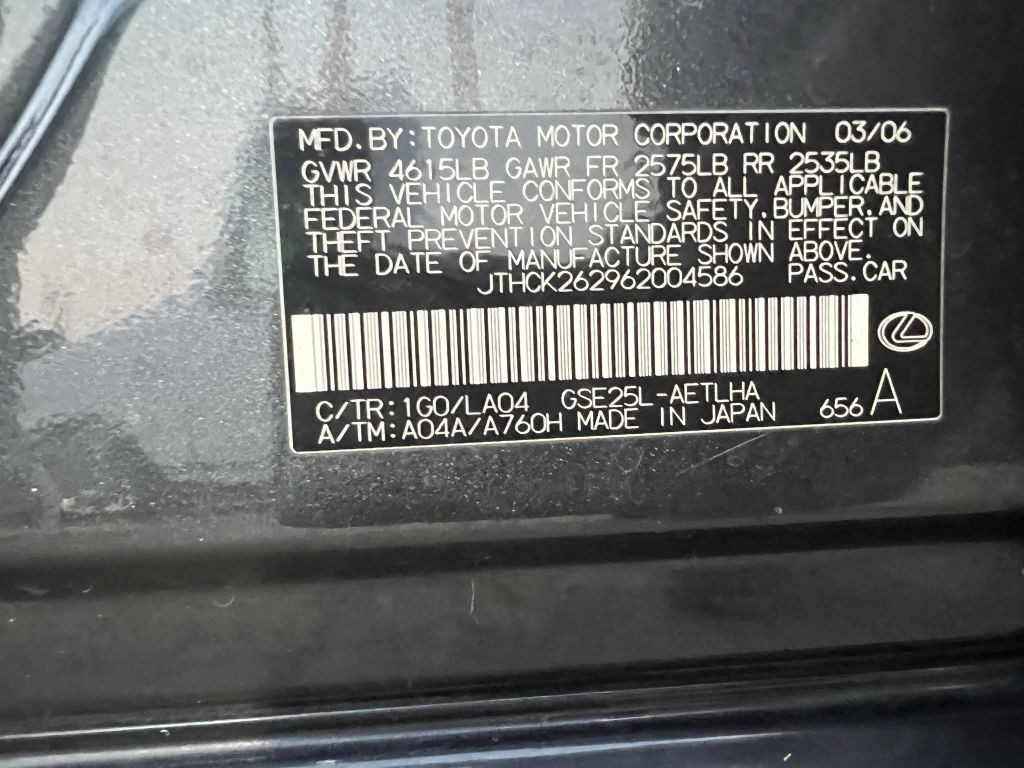 MFD. BY: TOYOTA MOTOR CORPORATION 03/06
GVWR 4615LB GAWR FR 2575LB RR 2535LB
THIS VEHICLE CONFORMS TO ALL APPLICABLE
FEDERAL MOTOR VEHICLE SAFETY, BUMPER, AND
THEFT PREVENTION STANDARDS IN EFFECT ON
THE DATE OF MANUFACTURE SHOWN ABOVE.
JTHCK262962004586 PASS. CAR
C/TR: 1G0/LA04 GSE25L-AETLHA
A/TM: A04A/A760H MADE IN JAPAN 656 A